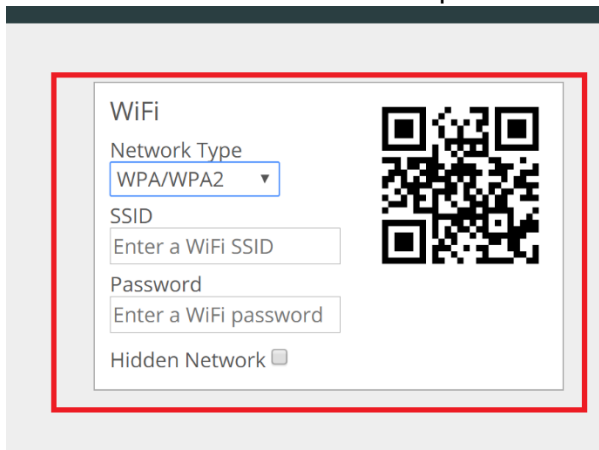 WiFi
Network Type
WPA/WPA2
SSID
Enter a WiFi SSID
Password
Enter a WiFi password
Hidden Network